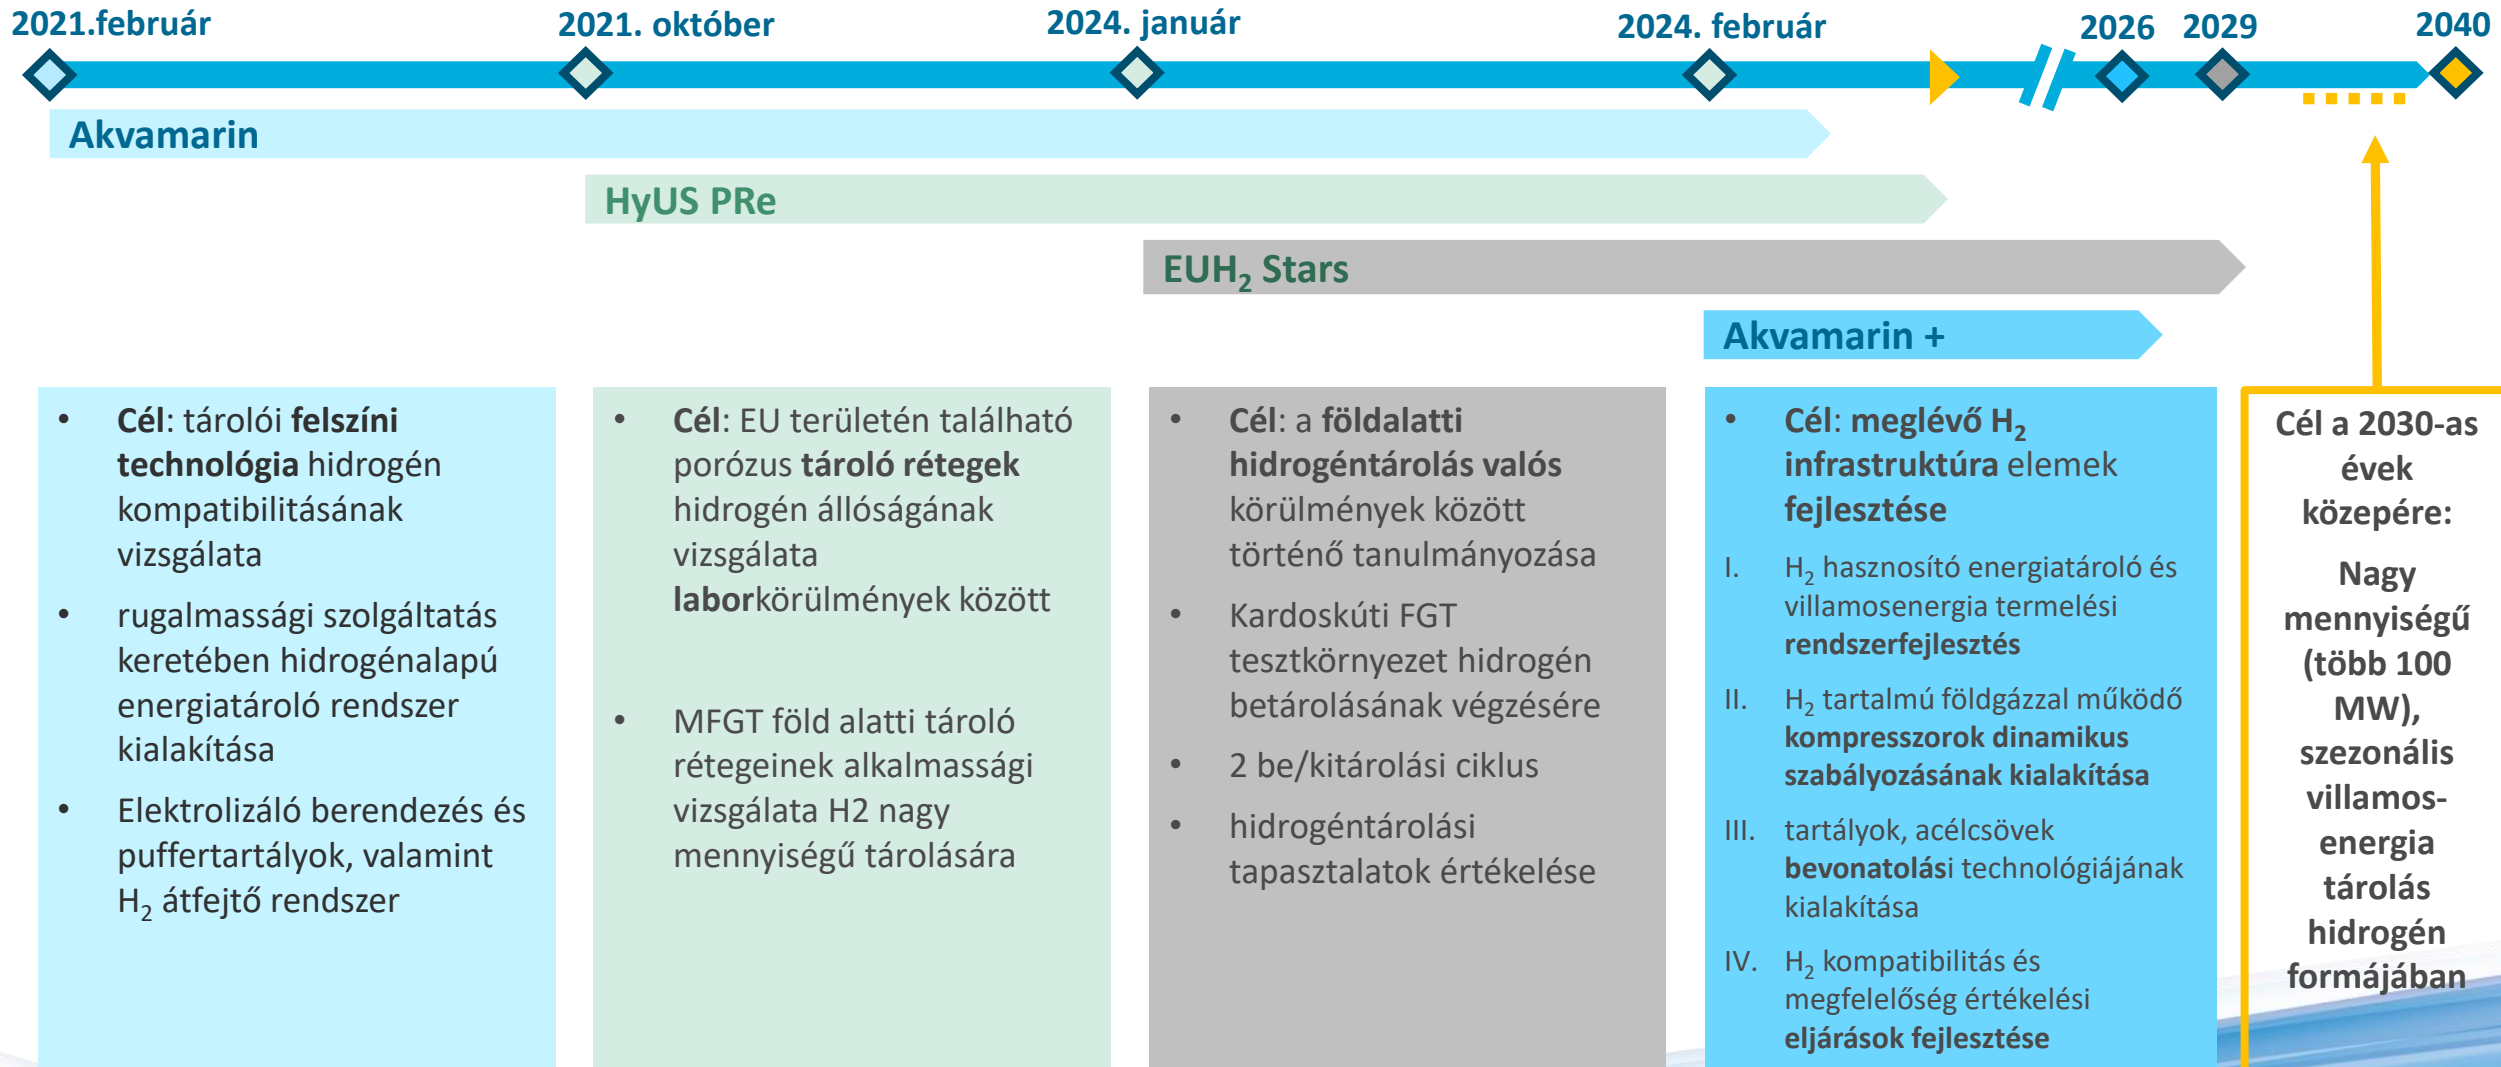 2021.február
2021. október
2024. január
2024. február
2026
2029
2040
Akvamarin
HyUS PRe
EUH₂ Stars
Akvamarin +
• Cél: tárolói felszíni
technológia hidrogén
kompatibilitásának
vizsgálata
• rugalmassági szolgáltatás
keretében hidrogénalapú
energiatároló rendszer
kialakítása
• Elektrolizáló berendezés és
puffertartályok, valamint
H₂ átfejtő rendszer
• Cél: EU területén található
porózus tároló rétegek
hidrogén állóságának
vizsgálata
laborkörülmények között
• MFGT föld alatti tároló
rétegeinek alkalmassági
vizsgálata H2 nagy
mennyiségű tárolására
• Cél: a földalatti
hidrogéntárolás valós
körülmények között
történő tanulmányozása
• Kardoskúti FGT
tesztkörnyezet hidrogén
betárolásának végzésére
• 2 be/kitárolási ciklus
• hidrogéntárolási
tapasztalatok értékelése
• Cél: meglévő H₂
infrastruktúra elemek
fejlesztése
I. H₂ hasznosító energiatároló és
villamosenergia termelési
rendszerfejlesztés
II. H₂ tartalmú földgázzal működő
kompresszorok dinamikus
szabályozásának kialakítása
III. tartályok, acélcsövek
bevonatolási technológiájának
kialakítása
IV. H₂ kompatibilitás és
megfelelőség értékelési
eljárások fejlesztése
Cél a 2030-as
évek
közepére:
Nagy
mennyiségű
(több 100
MW),
szezonális
villamos-
energia
tárolás
hidrogén
formájában